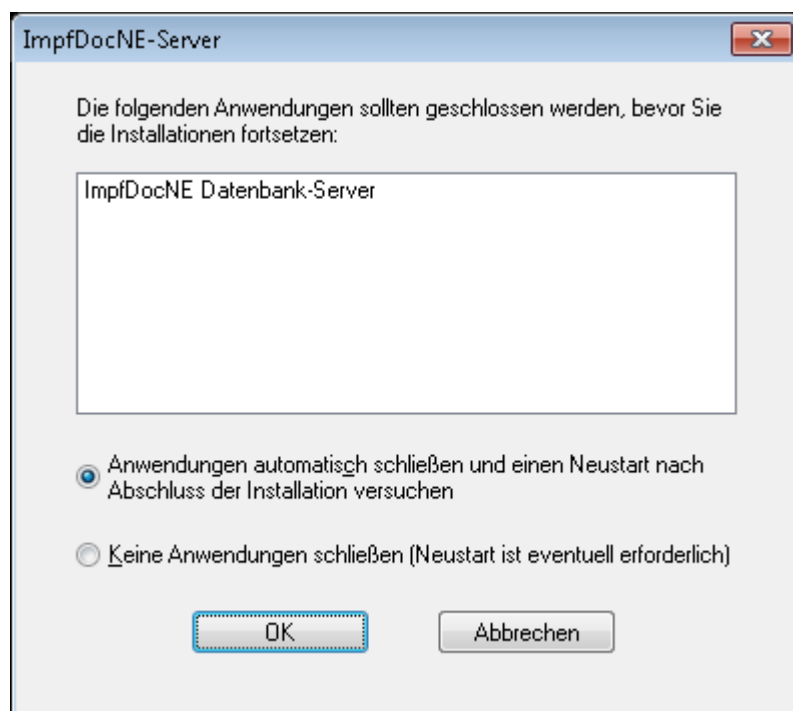 ImpfDocNE-Server
Die folgenden Anwendungen sollten geschlossen werden, bevor Sie
die Installationen fortsetzen:
ImpfDocNE Datenbank-Server
Anwendungen automatisch schließen und einen Neustart nach
Abschluss der Installation versuchen
Keine Anwendungen schließen (Neustart ist eventuell erforderlich)
OK
Abbrechen